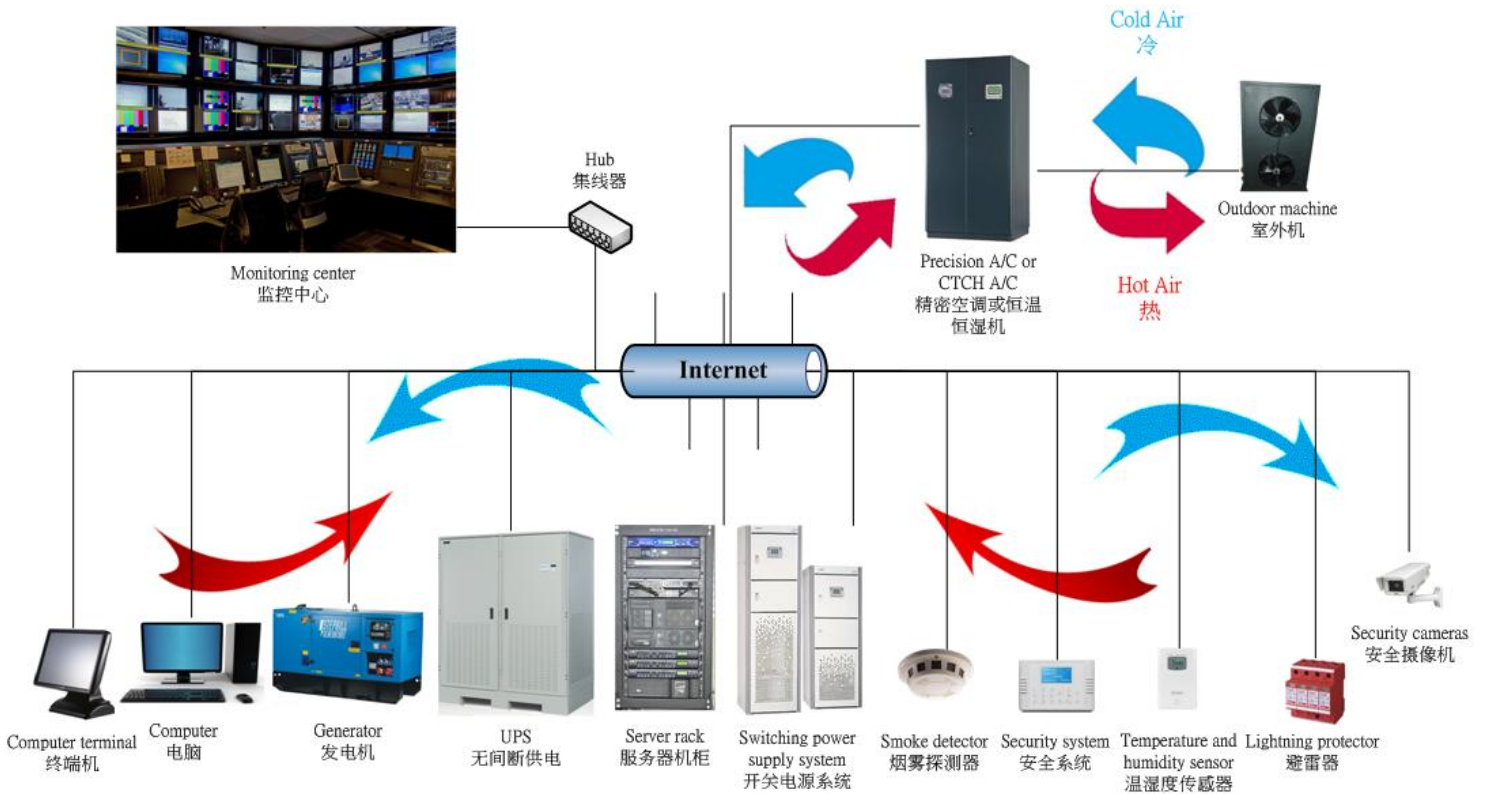 Cold Air
冷
Hub
集线器
Outdoor machine
室外机
Monitoring center
监控中心
Precision A/C or
CTCH A/C
精密空调或恒温
恒湿机
Hot Air
热
Internet
Security cameras
安全摄像机
Computer terminal
终端机
Computer
电脑
Generator
发电机
UPS
无间断供电
Server rack
服务器机柜
Switching power
supply system
开关电源系统
Smoke detector
烟雾探测器
Security system
安全系统
Temperature and
humidity sensor
温湿度传感器
Lightning protector
避雷器